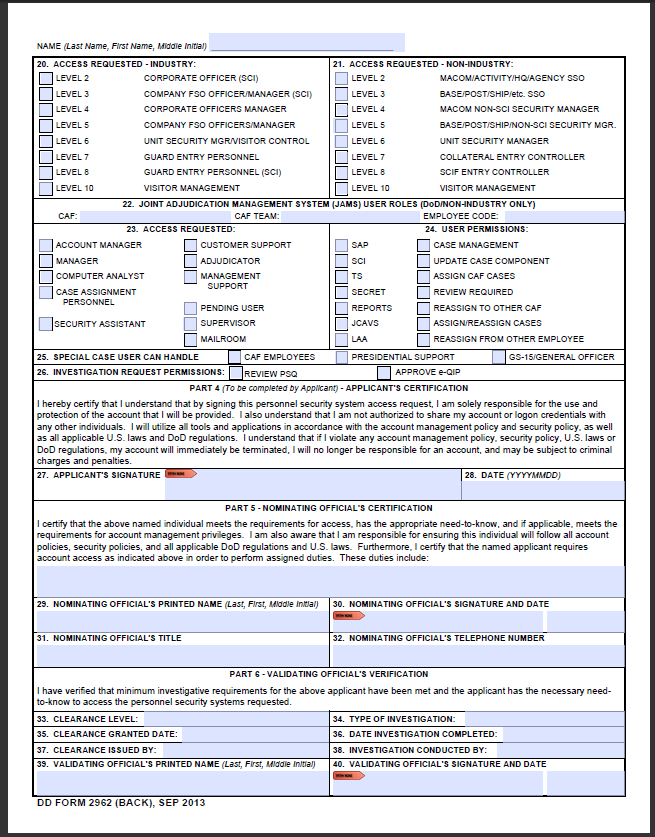 NAME (Last Name, First Name, Middle Initial)
20. ACCESS REQUESTED - INDUSTRY:
LEVEL 2 CORPORATE OFFICER (SCI)
LEVEL 3 COMPANY FSO OFFICER/MANAGER (SCI)
LEVEL 4 CORPORATE OFFICERS MANAGER
LEVEL 5 COMPANY FSO OFFICERS/MANAGER
LEVEL 6 UNIT SECURITY MGR/VISITOR CONTROL
LEVEL 7 GUARD ENTRY PERSONNEL
LEVEL 8 GUARD ENTRY PERSONNEL (SCI)
LEVEL 10 VISITOR MANAGEMENT
21. ACCESS REQUESTED - NON-INDUSTRY:
LEVEL 2 MACOM/ACTIVITY/HQ/AGENCY SSO
LEVEL 3 BASE/POST/SHIP/etc. SSO
LEVEL 4 MACOM NON-SCI SECURITY MANAGER
LEVEL 5 BASE/POST/SHIP/NON-SCI SECURITY MGR.
LEVEL 6 UNIT SECURITY MANAGER
LEVEL 7 COLLATERAL ENTRY CONTROLLER
LEVEL 8 SCIF ENTRY CONTROLLER
LEVEL 10 VISITOR MANAGEMENT
22. JOINT ADJUDICATION MANAGEMENT SYSTEM (JAMS) USER ROLES (DoD/NON-INDUSTRY ONLY)
CAF: CAF TEAM: EMPLOYEE CODE:
23. ACCESS REQUESTED:
ACCOUNT MANAGER CUSTOMER SUPPORT
MANAGER ADJUDICATOR
COMPUTER ANALYST MANAGEMENT
SUPPORT
CASE ASSIGNMENT
PERSONNEL
PENDING USER
SECURITY ASSISTANT SUPERVISOR
MAILROOM
24. USER PERMISSIONS:
SAP CASE MANAGEMENT
SCI UPDATE CASE COMPONENT
TS ASSIGN CAF CASES
SECRET REVIEW REQUIRED
REPORTS REASSIGN TO OTHER CAF
JCAVS ASSIGN/REASSIGN CASES
LAA REASSIGN FROM OTHER EMPLOYEE
25. SPECIAL CASE USER CAN HANDLE CAF EMPLOYEES PRESIDENTIAL SUPPORT GS-15/GENERAL OFFICER
26. INVESTIGATION REQUEST PERMISSIONS: REVIEW PSQ APPROVE e-QIP
PART 4 (To be completed by Applicant) - APPLICANT'S CERTIFICATION
I hereby certify that I understand that by signing this personnel security system access request, I am solely responsible for the use and
protection of the account that I will be provided. I also understand that I am not authorized to share my account or logon credentials with
any other individuals. I will utilize all tools and applications in accordance with the account management policy and security policy, as well
as all applicable U.S. laws and DoD regulations. I understand that if I violate any account management policy, security policy, U.S. laws or
DoD regulations, my account will immediately be terminated, I will no longer be responsible for an account, and may be subject to criminal
charges and penalties.
27. APPLICANT'S SIGNATURE
28. DATE (YYYYMMDD)
PART 5 - NOMINATING OFFICIAL'S CERTIFICATION
I certify that the above named individual meets the requirements for access, has the appropriate need-to-know, and if applicable, meets the
requirements for account management privileges. I am also aware that I am responsible for ensuring this individual will follow all account
policies, security policies, and all applicable DoD regulations and U.S. laws. Furthermore, I certify that the named applicant requires
account access as indicated above in order to perform assigned duties. These duties include:
29. NOMINATING OFFICIAL'S PRINTED NAME (Last, First, Middle Initial)
30. NOMINATING OFFICIAL'S SIGNATURE AND DATE
31. NOMINATING OFFICIAL'S TITLE
32. NOMINATING OFFICIAL'S TELEPHONE NUMBER
PART 6 - VALIDATING OFFICIAL'S VERIFICATION
I have verified that minimum investigative requirements for the above applicant have been met and the applicant has the necessary need-
to-know to access the personnel security systems requested.
33. CLEARANCE LEVEL:
34. TYPE OF INVESTIGATION:
35. CLEARANCE GRANTED DATE:
36. DATE INVESTIGATION COMPLETED:
37. CLEARANCE ISSUED BY:
38. INVESTIGATION CONDUCTED BY:
39. VALIDATING OFFICIAL'S PRINTED NAME (Last, First, Middle Initial)
40. VALIDATING OFFICIAL'S SIGNATURE AND DATE
DD FORM 2962 (BACK), SEP 2013